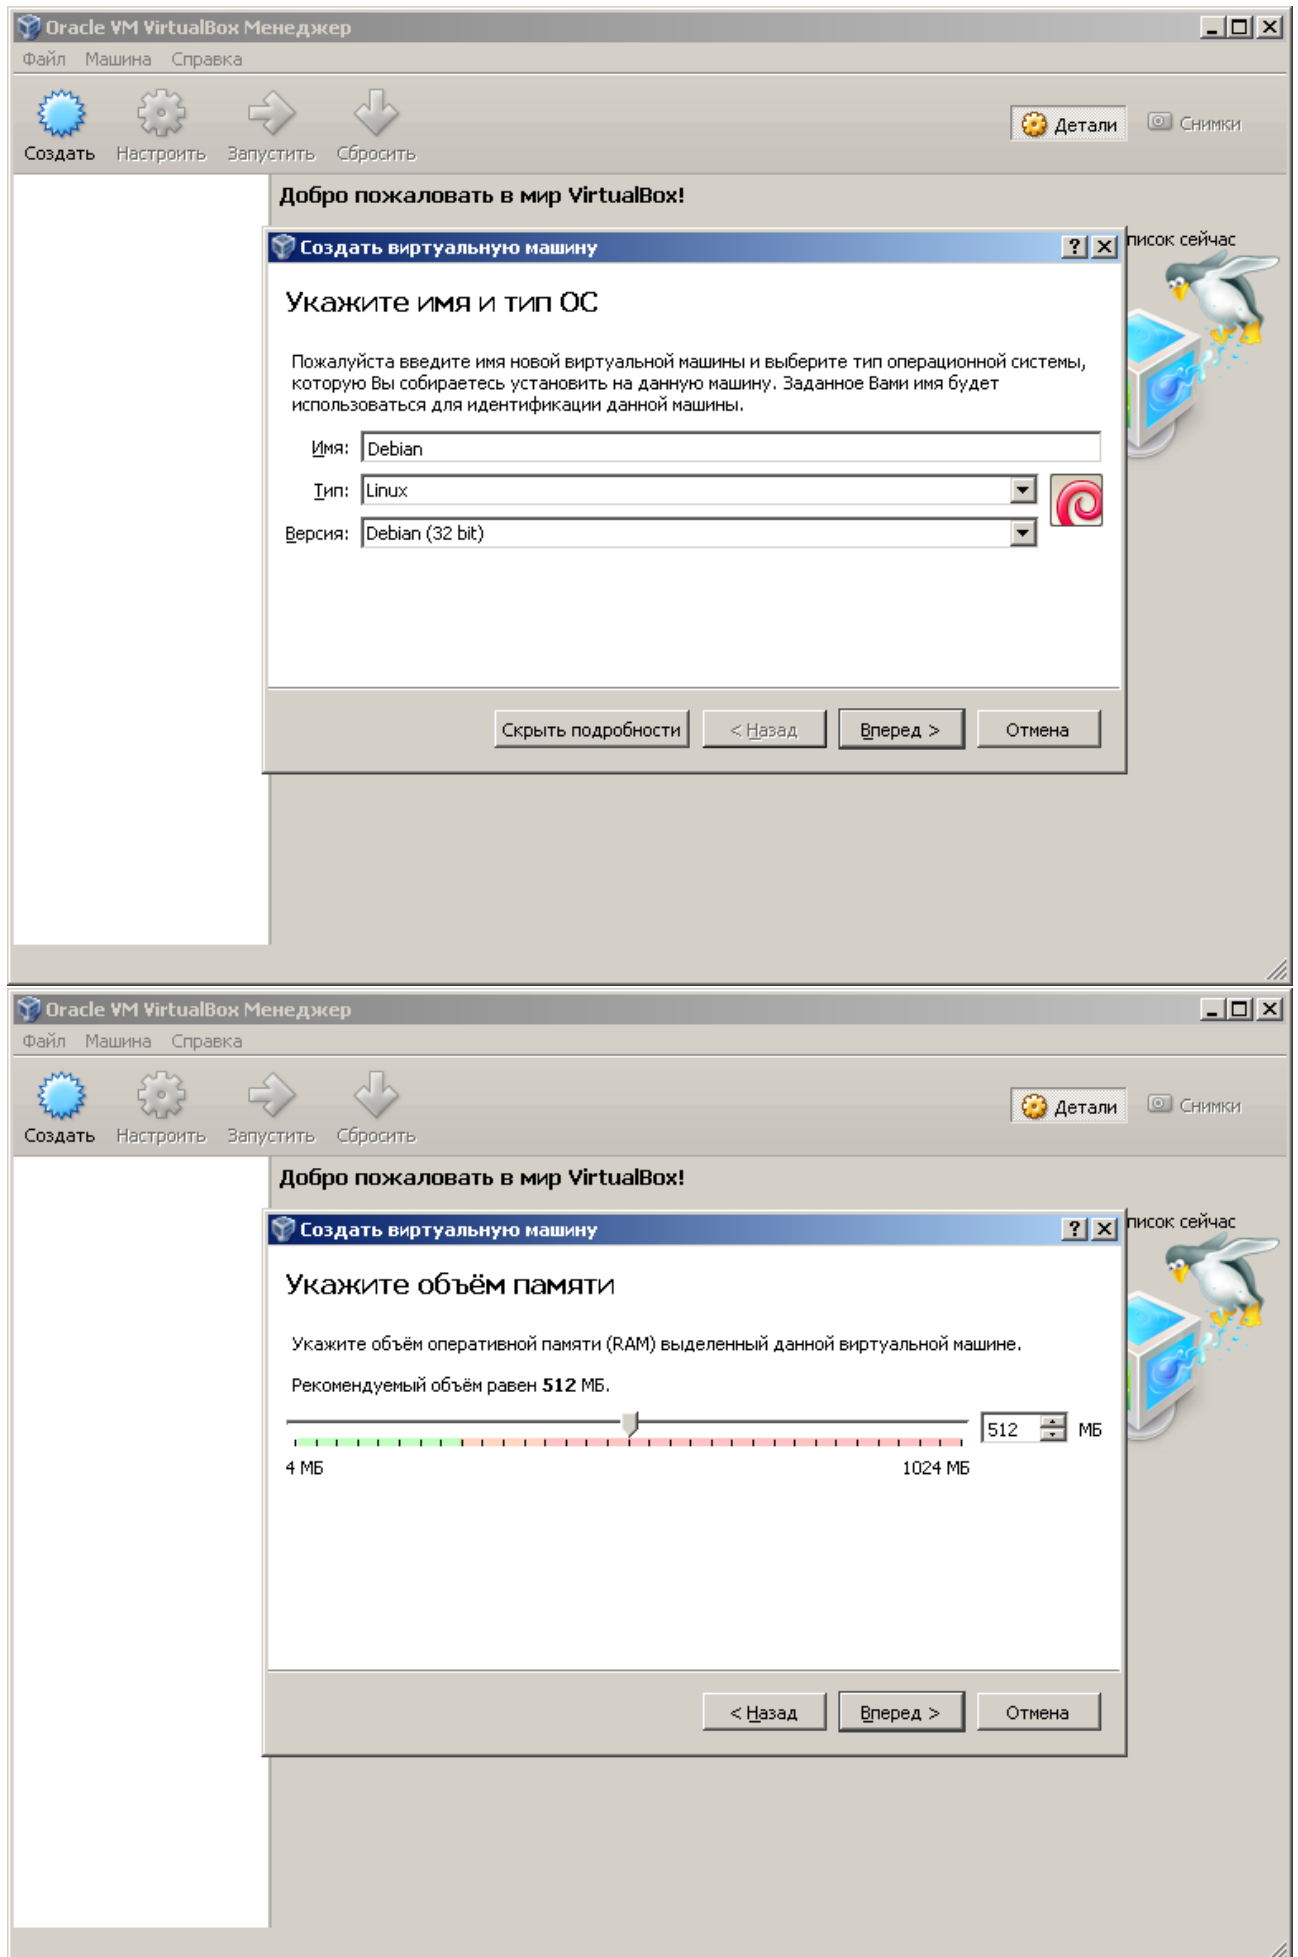 Oracle VM VirtualBox Менеджер
Файл Машина Справка
Создать Настроить Запустить Сбросить Детали Снимки
Добро пожаловать в мир VirtualBox!
Создать виртуальную машину
сейчас
Укажите имя и тип ОС
Пожалуйста введите имя новой виртуальной машины и выберите тип операционной системы,
которую Вы собираетесь установить на данную машину. Заданное Вами имя будет
использоваться для идентификации данной машины.
Имя: Debian
Тип: Linux
Версия: Debian (32 bit)
Скрыть подробности < Назад Вперед > Отмена
Oracle VM VirtualBox Менеджер
Файл Машина Справка
Создать Настроить Запустить Сбросить Детали Снимки
Добро пожаловать в мир VirtualBox!
Создать виртуальную машину
сейчас
Укажите объём памяти
Укажите объём оперативной памяти (RAM) выделенный данной виртуальной машине.
Рекомендуемый объём равен 512 МБ.
512 МБ
4 МБ 1024 МБ
< Назад Вперед > Отмена